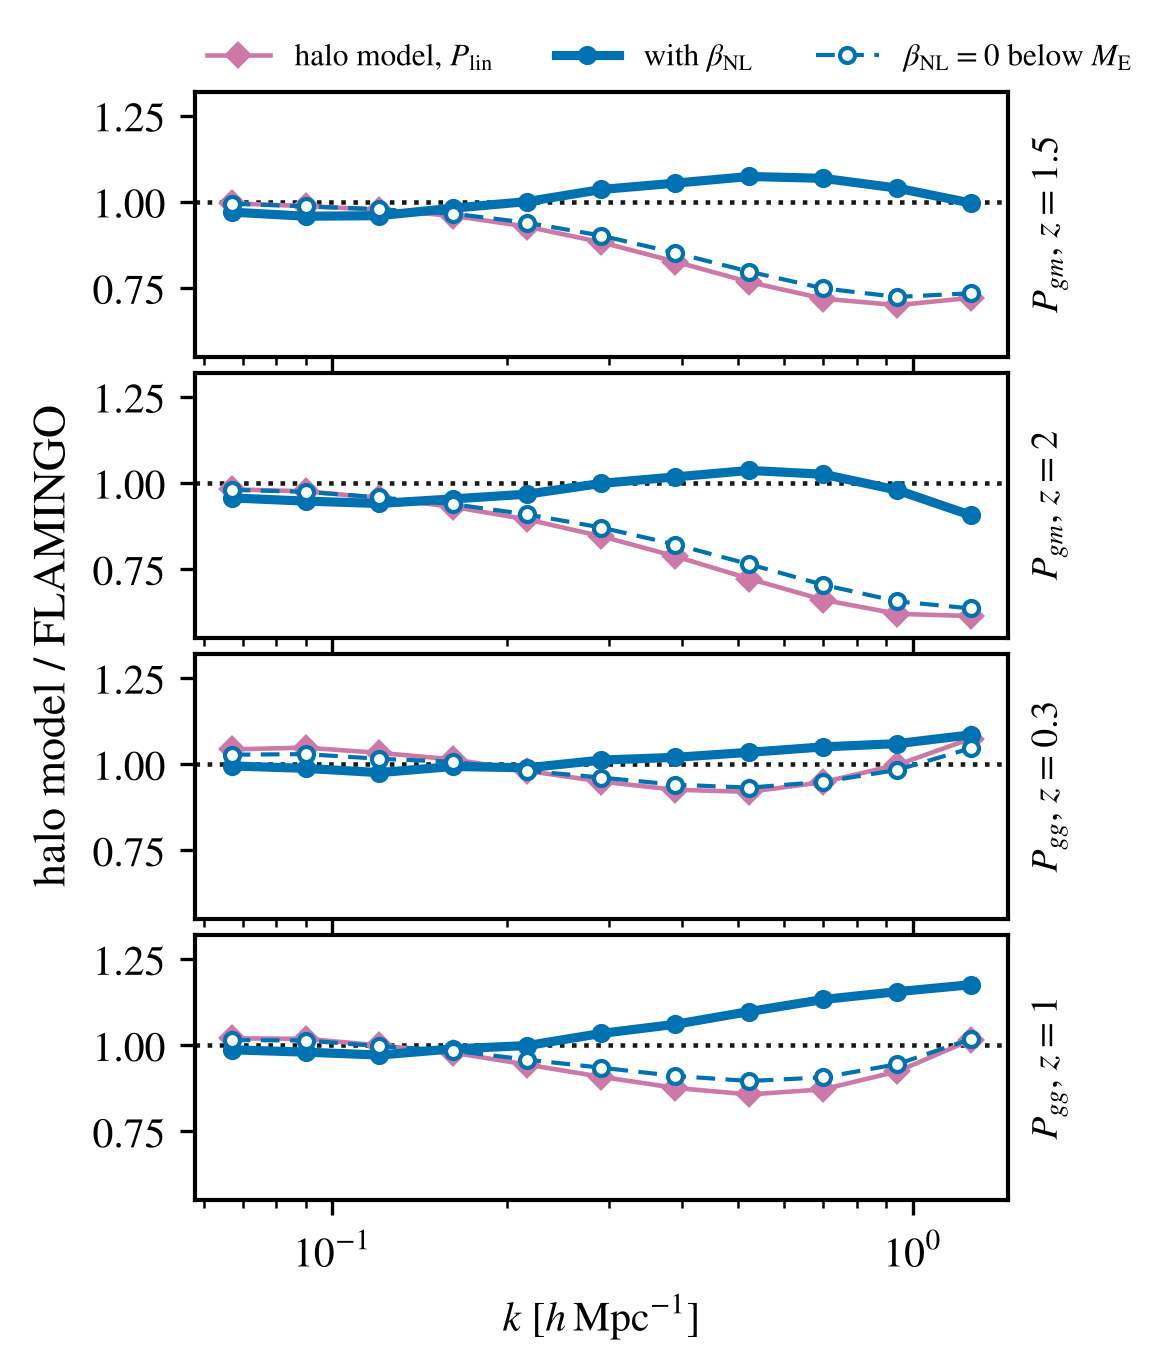 halo model, P_lin
with β_NL
β_NL = 0 below M_E
1.25
1.00
0.75
P_gm, z = 1.5
1.25
1.00
0.75
P_gm, z = 2
halo model / FLAMINGO
1.25
1.00
0.75
P_gg, z = 0.3
1.25
1.00
0.75
P_gg, z = 1
10⁻¹
10⁰
k [h Mpc⁻¹]